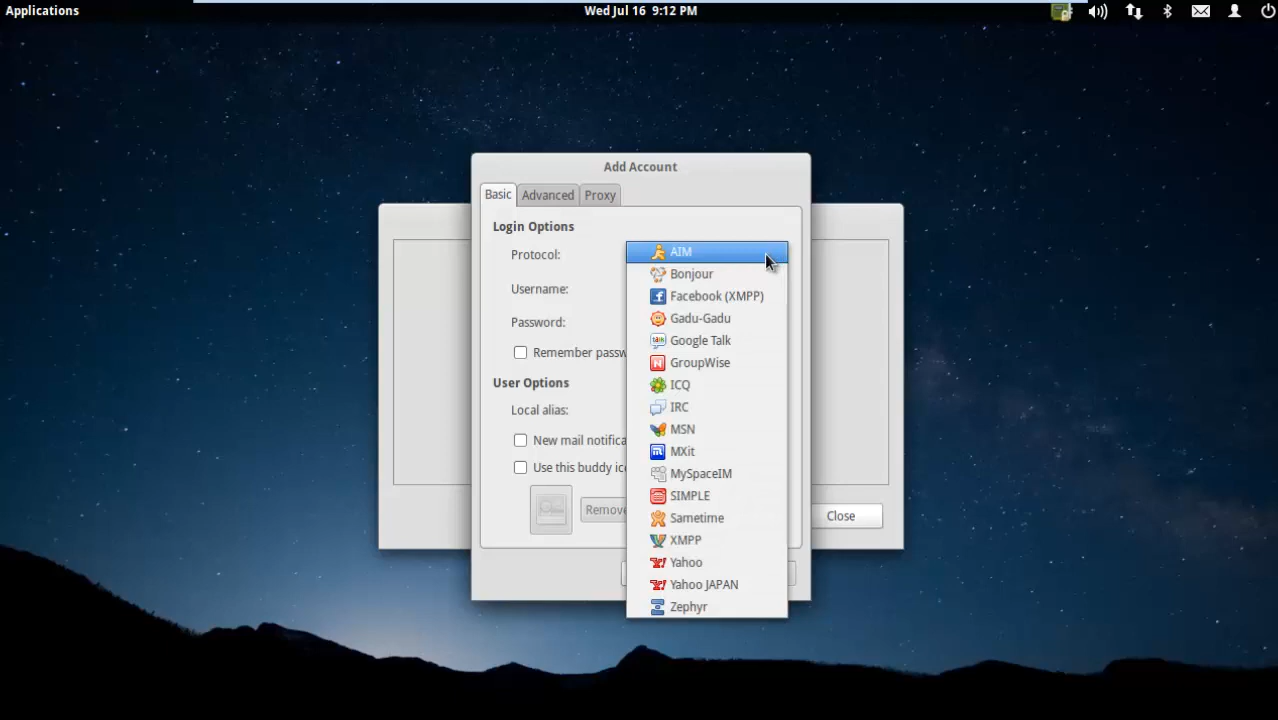 Applications
Wed Jul 16 9:12 PM
Add Account
Basic
Advanced
Proxy
Login Options
Protocol:
AIM
Bonjour
Username:
Facebook (XMPP)
Gadu-Gadu
Password:
Google Talk
Remember passw
GroupWise
User Options
ICQ
Local alias:
IRC
MSN
New mail notifica
MXit
Use this buddy ico
MySpaceIM
SIMPLE
Remove
Close
Sametime
XMPP
Yahoo
Yahoo JAPAN
Zephyr